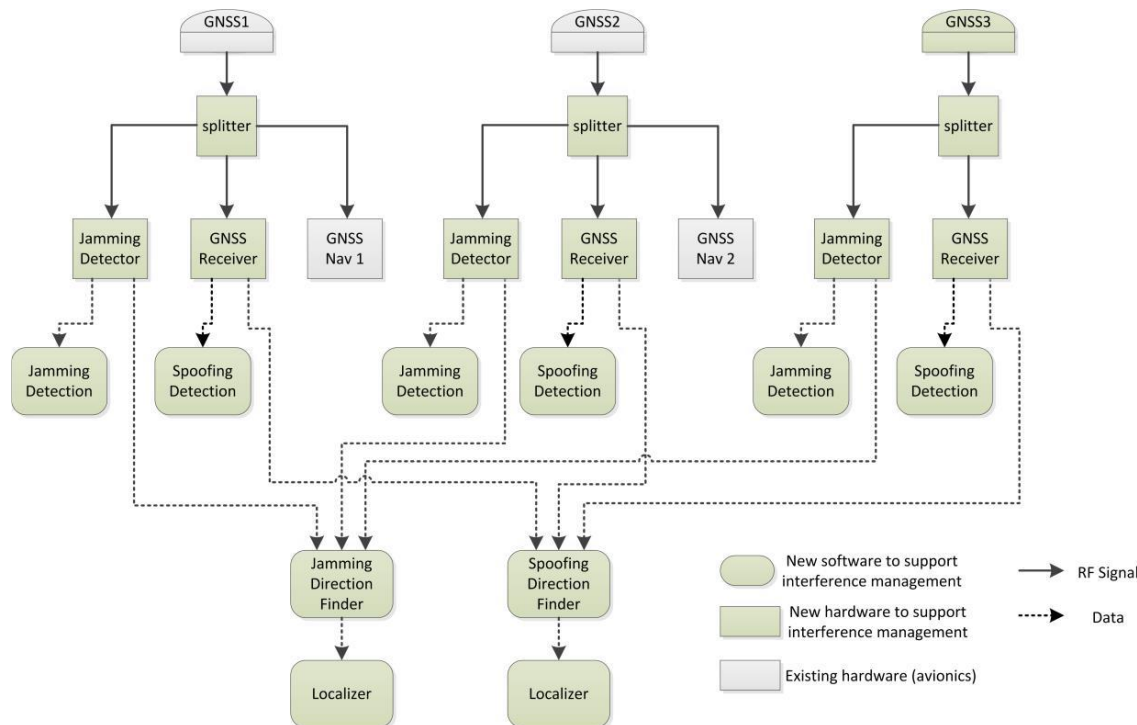 GNSS1
GNSS2
GNSS3
splitter
splitter
splitter
Jamming
Detector
GNSS
Receiver
GNSS
Nav 1
Jamming
Detector
GNSS
Receiver
GNSS
Nav 2
Jamming
Detector
GNSS
Receiver
Jamming
Detection
Spoofing
Detection
Jamming
Detection
Spoofing
Detection
Jamming
Detection
Spoofing
Detection
Jamming
Direction
Finder
Spoofing
Direction
Finder
Localizer
Localizer
New software to support
interference management
New hardware to support
interference management
Existing hardware (avionics)
RF Signal
Data